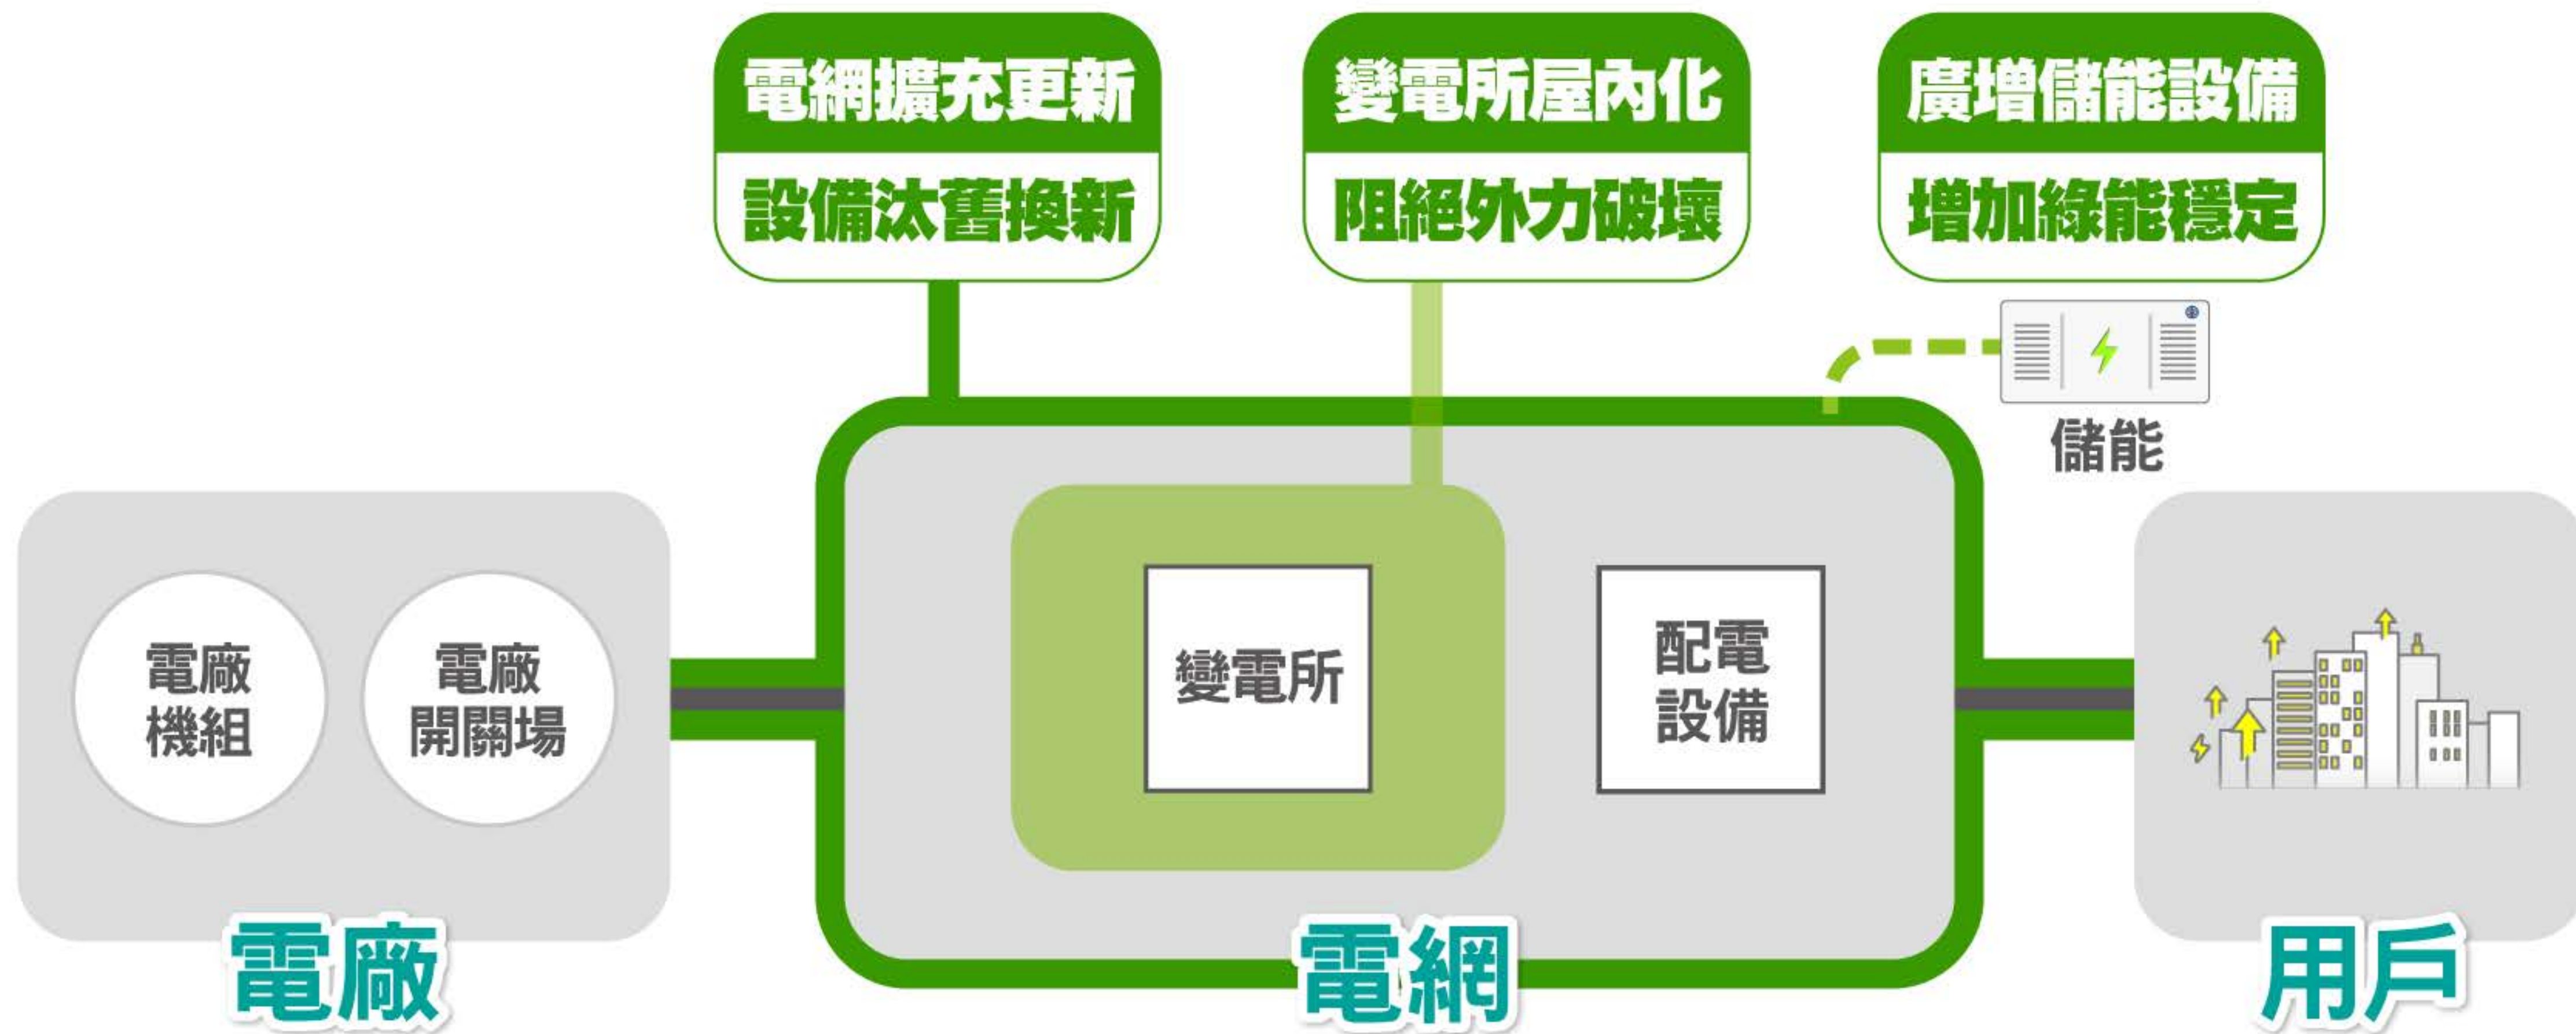 電網擴充更新
設備汰舊換新
變電所屋內化
阻絕外力破壞
廣增儲能設備
增加綠能穩定
儲能
電廠
機組
電廠
開關場
變電所
配電
設備
電廠
電網
用戶